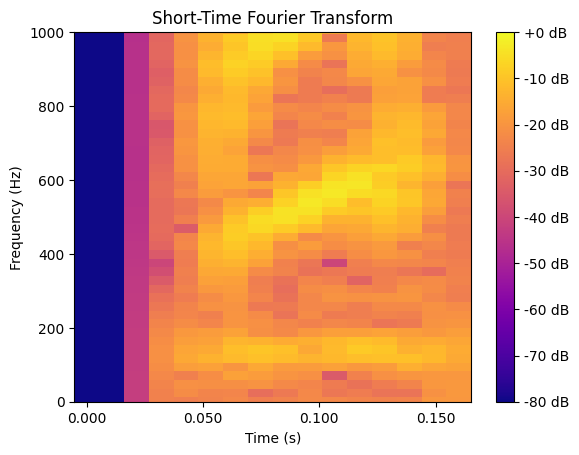 Short-Time Fourier Transform
Frequency (Hz)
1000
800
600
400
200
0
0.000
0.050
0.100
0.150
Time (s)
+0 dB
-10 dB
-20 dB
-30 dB
-40 dB
-50 dB
-60 dB
-70 dB
-80 dB